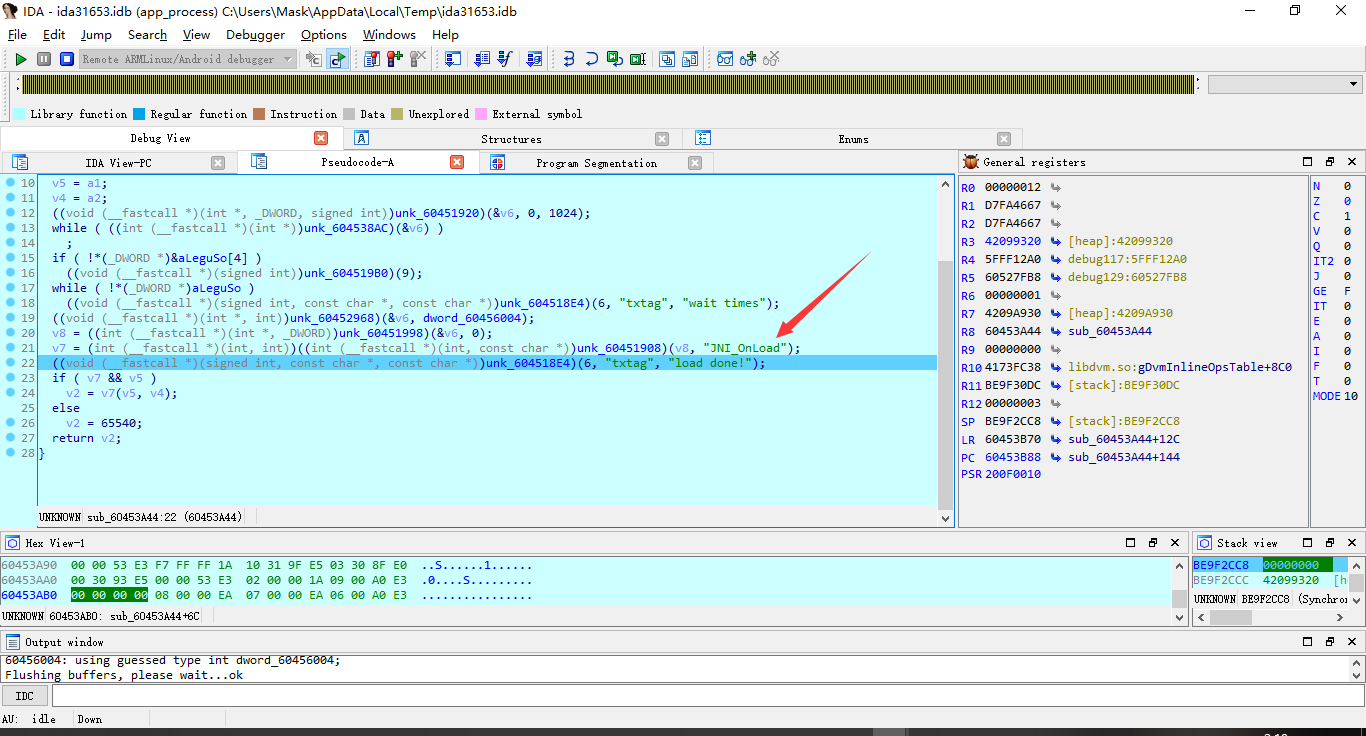 IDA - ida31653.idb (app_process) C:\Users\Mask\AppData\Local\Temp\ida31653.idb
File Edit Jump Search View Debugger Options Windows Help
Remote ARMLinux/Android debugger
Library function Regular function Instruction Data Unexplored External symbol
Debug View Structures Enums
IDA View-PC Pseudocode-A Program Segmentation
10 v5 = a1;
11 v4 = a2;
12 ((void (__fastcall *)(int *, _DWORD, signed int))unk_60451920)(&v6, 0, 1024);
13 while ( ((int (__fastcall *)(int *))unk_604538AC)(&v6) )
14 ;
15 if ( !*(_DWORD *)&aLeguSo[4] )
16 ((void (__fastcall *)(signed int))unk_604519B0)(9);
17 while ( !*(_DWORD *)aLeguSo )
18 ((void (__fastcall *)(signed int, const char *, const char *))unk_604518E4)(6, "txtag", "wait times");
19 ((void (__fastcall *)(int *, int))unk_60452968)(&v6, dword_60456004);
20 v8 = ((int (__fastcall *)(int *, _DWORD))unk_60451998)(&v6, 0);
21 v7 = (int (__fastcall *)(int, int))((int (__fastcall *)(int, const char *))unk_60451908)(v8, "JNI_OnLoad");
22 ((void (__fastcall *)(signed int, const char *, const char *))unk_604518E4)(6, "txtag", "load done!");
23 if ( v7 && v5 )
24 v2 = v7(v5, v4);
25 else
26 v2 = 65540;
27 return v2;
28 }
UNKNOWN sub_60453A44:22 (60453A44)
General registers
R0 00000012
R1 D7FA4667
R2 D7FA4667
R3 42099320 [heap]:42099320
R4 5FFF12A0 debug117:5FFF12A0
R5 60527FB8 debug129:60527FB8
R6 00000001
R7 4209A930 [heap]:4209A930
R8 60453A44 sub_60453A44
R9 00000000
R10 4173FC38 libdvm.so:gDvmInlineOpsTable+8C0
R11 BE9F30DC [stack]:BE9F30DC
R12 00000003
SP BE9F2CC8 [stack]:BE9F2CC8
LR 60453B70 sub_60453A44+12C
PC 60453B88 sub_60453A44+144
PSR 200F0010
N 0
Z 0
C 1
V 0
Q 0
IT2 0
J 0
GE F
IT 0
E 0
A 0
I 0
F 0
T 0
MODE 10
Hex View-1
60453A90 00 00 53 E3 F7 FF FF 1A 10 31 9F E5 03 30 8F E0 ..S......1......
60453AA0 00 30 93 E5 00 00 53 E3 02 00 00 1A 09 00 A0 E3 .0....S.........
60453AB0 00 00 00 00 08 00 00 EA 07 00 00 EA 06 00 A0 E3 ................
UNKNOWN 60453AB0: sub_60453A44+6C
Stack view
BE9F2CC8 00000000
BE9F2CCC 42099320 [h
UNKNOWN BE9F2CC8 (Synchron
Output window
60456004: using guessed type int dword_60456004;
Flushing buffers, please wait...ok
IDC
AU: idle Down